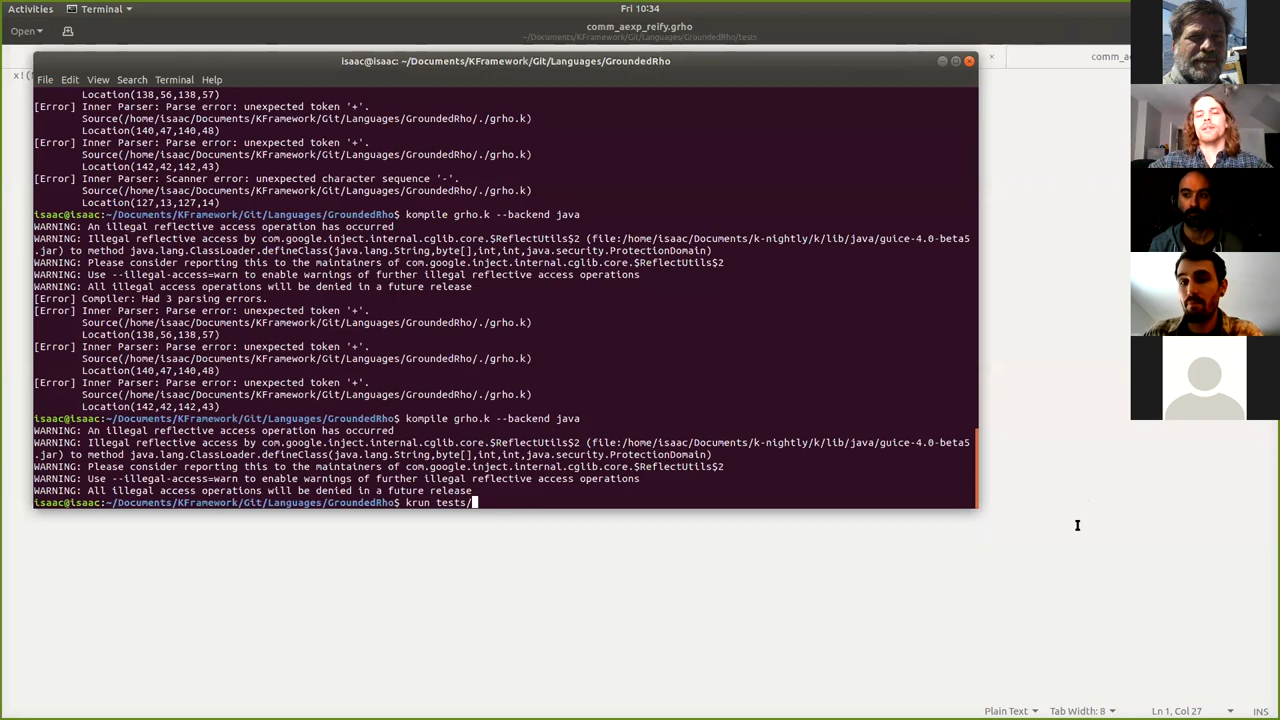 Activities
Terminal
Fri 10:34
Open
comm_aexp_reify.grho
~/Documents/KFramework/Git/Languages/GroundedRho/tests
isaac@isaac: ~/Documents/KFramework/Git/Languages/GroundedRho
File Edit View Search Terminal Help
Location(138,56,138,57)
[Error] Inner Parser: Parse error: unexpected token '+'.
Source(/home/isaac/Documents/KFramework/Git/Languages/GroundedRho/./grho.k)
Location(140,47,140,48)
[Error] Inner Parser: Parse error: unexpected token '+'.
Source(/home/isaac/Documents/KFramework/Git/Languages/GroundedRho/./grho.k)
Location(142,42,142,43)
[Error] Inner Parser: Scanner error: unexpected character sequence '-'.
Source(/home/isaac/Documents/KFramework/Git/Languages/GroundedRho/./grho.k)
Location(127,13,127,14)
isaac@isaac:~/Documents/KFramework/Git/Languages/GroundedRho$ kompile grho.k --backend java
WARNING: An illegal reflective access operation has occurred
WARNING: Illegal reflective access by com.google.inject.internal.cglib.core.$ReflectUtils$2 (file:/home/isaac/Documents/k-nightly/k/lib/java/guice-4.0-beta5
.jar) to method java.lang.ClassLoader.defineClass(java.lang.String,byte[],int,int,java.security.ProtectionDomain)
WARNING: Please consider reporting this to the maintainers of com.google.inject.internal.cglib.core.$ReflectUtils$2
WARNING: Use --illegal-access=warn to enable warnings of further illegal reflective access operations
WARNING: All illegal access operations will be denied in a future release
[Error] Compiler: Had 3 parsing errors.
[Error] Inner Parser: Parse error: unexpected token '+'.
Source(/home/isaac/Documents/KFramework/Git/Languages/GroundedRho/./grho.k)
Location(138,56,138,57)
[Error] Inner Parser: Parse error: unexpected token '+'.
Source(/home/isaac/Documents/KFramework/Git/Languages/GroundedRho/./grho.k)
Location(140,47,140,48)
[Error] Inner Parser: Parse error: unexpected token '+'.
Source(/home/isaac/Documents/KFramework/Git/Languages/GroundedRho/./grho.k)
Location(142,42,142,43)
isaac@isaac:~/Documents/KFramework/Git/Languages/GroundedRho$ kompile grho.k --backend java
WARNING: An illegal reflective access operation has occurred
WARNING: Illegal reflective access by com.google.inject.internal.cglib.core.$ReflectUtils$2 (file:/home/isaac/Documents/k-nightly/k/lib/java/guice-4.0-beta5
.jar) to method java.lang.ClassLoader.defineClass(java.lang.String,byte[],int,int,java.security.ProtectionDomain)
WARNING: Please consider reporting this to the maintainers of com.google.inject.internal.cglib.core.$ReflectUtils$2
WARNING: Use --illegal-access=warn to enable warnings of further illegal reflective access operations
WARNING: All illegal access operations will be denied in a future release
isaac@isaac:~/Documents/KFramework/Git/Languages/GroundedRho$ krun tests/
Plain Text Tab Width: 8 Ln 1, Col 27 INS